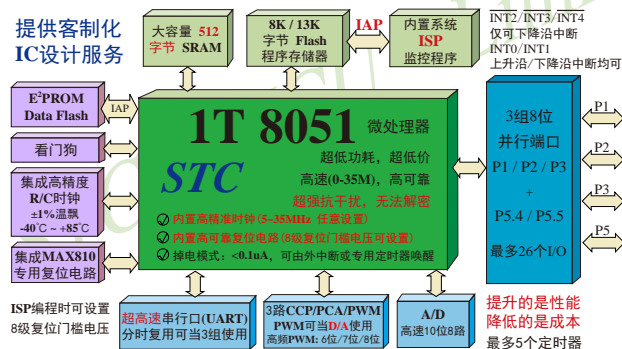 提供客制化
IC设计服务
大容量 512
字节 SRAM
8K / 13K
字节 Flash
程序存储器
IAP
内置系统
ISP
监控程序
INT2/INT3/INT4
仅可下降沿中断
INT0/INT1
上升沿/下降沿中断均可
E²PROM
Data Flash
IAP
看门狗
集成高精度
R/C时钟
±1%温飘
-40℃ ~ +85℃
集成MAX810
专用复位电路
1T 8051 微处理器
STC
超低功耗，超低价
高速(0-35M)，高可靠
超强抗干扰，无法解密
内置高精准时钟(5~35MHz 任意设置)
内置高可靠复位电路(8级复位门槛电压可设置)
掉电模式：<0.1uA，可由外中断或专用定时器唤醒
3组8位
并行端口
P1 / P2 / P3
+
P5.4 / P5.5
最多26个I/O
P1
P2
P3
P5
ISP编程时可设置
8级复位门槛电压
超高速串行口(UART)
分时复用可当3组使用
3路CCP/PCA/PWM
PWM可当D/A使用
高频PWM: 6位/7位/8位
A/D
高速10位8路
提升的是性能
降低的是成本
最多5个定时器